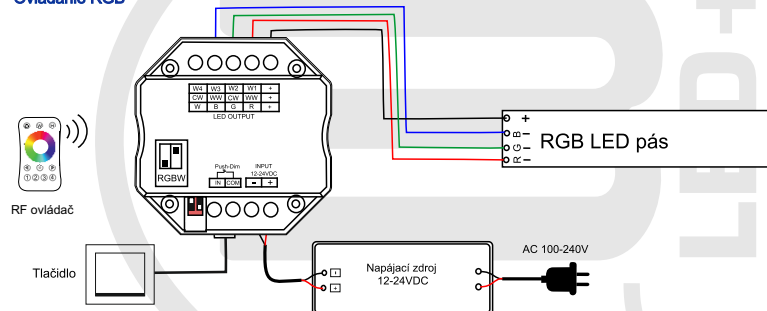 Ovládanie RGB
W4 W3 W2 W1 +
CW WW CW WW +
W B G R +
LED OUTPUT
RGBW
Push-Dim
IN COM
INPUT
12-24VDC
- +
RF ovládač
Tlačidlo
+
B -
G -
R -
RGB LED pás
Napájací zdroj
12-24VDC
- 
+
AC 100-240V
LED+